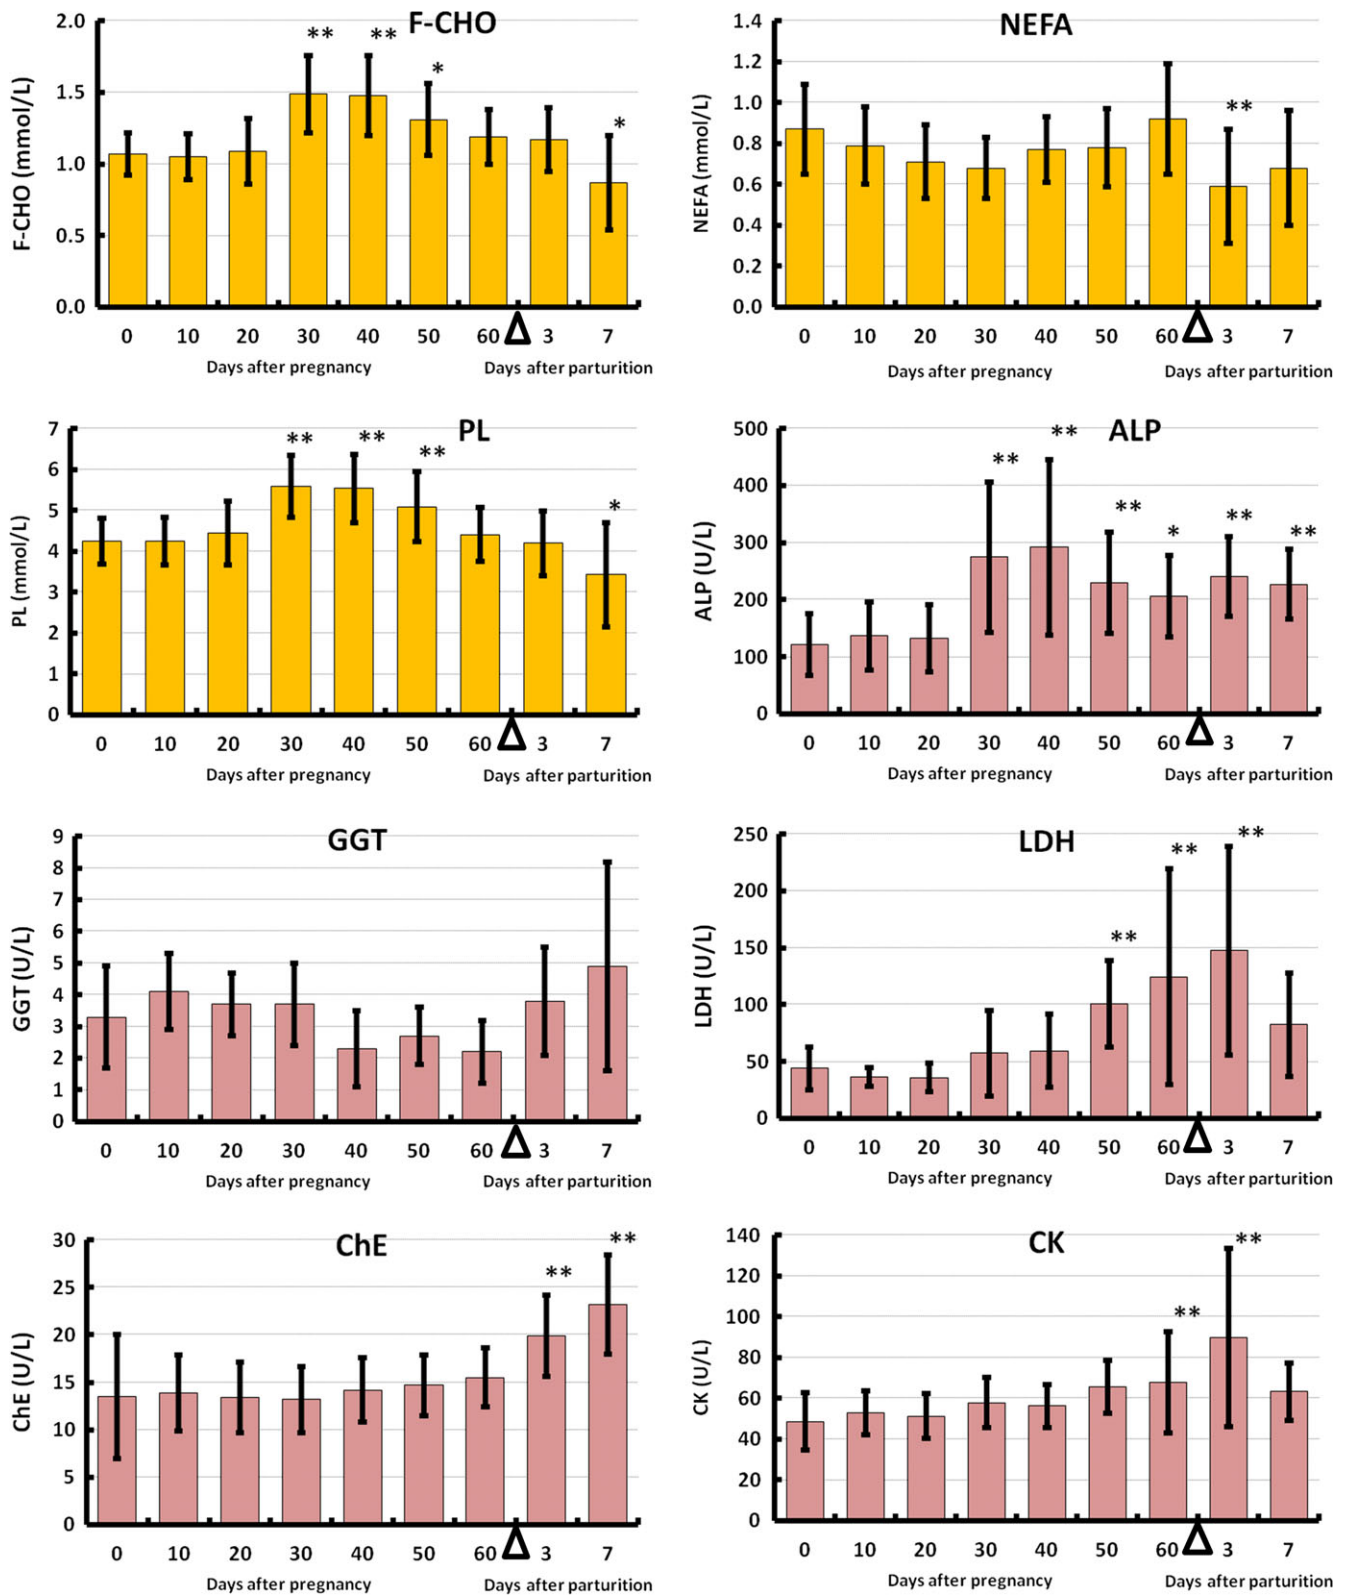 F-CHO
F-CHO (mmol/L)
2.0
1.5
1.0
0.5
0.0
** ** * *
0 10 20 30 40 50 60 3 7
Days after pregnancy Days after parturition
NEFA
NEFA (mmol/L)
1.4
1.2
1.0
0.8
0.6
0.4
0.2
0.0
**
0 10 20 30 40 50 60 3 7
Days after pregnancy Days after parturition
PL
PL (mmol/L)
7
6
5
4
3
2
1
0
** ** ** *
0 10 20 30 40 50 60 3 7
Days after pregnancy Days after parturition
ALP
ALP (U/L)
500
400
300
200
100
0
** ** ** * ** **
0 10 20 30 40 50 60 3 7
Days after pregnancy Days after parturition
GGT
GGT (U/L)
9
8
7
6
5
4
3
2
1
0
0 10 20 30 40 50 60 3 7
Days after pregnancy Days after parturition
LDH
LDH (U/L)
250
200
150
100
50
0
** ** **
0 10 20 30 40 50 60 3 7
Days after pregnancy Days after parturition
ChE
ChE (U/L)
30
25
20
15
10
5
0
** **
0 10 20 30 40 50 60 3 7
Days after pregnancy Days after parturition
CK
CK (U/L)
140
120
100
80
60
40
20
0
** **
0 10 20 30 40 50 60 3 7
Days after pregnancy Days after parturition